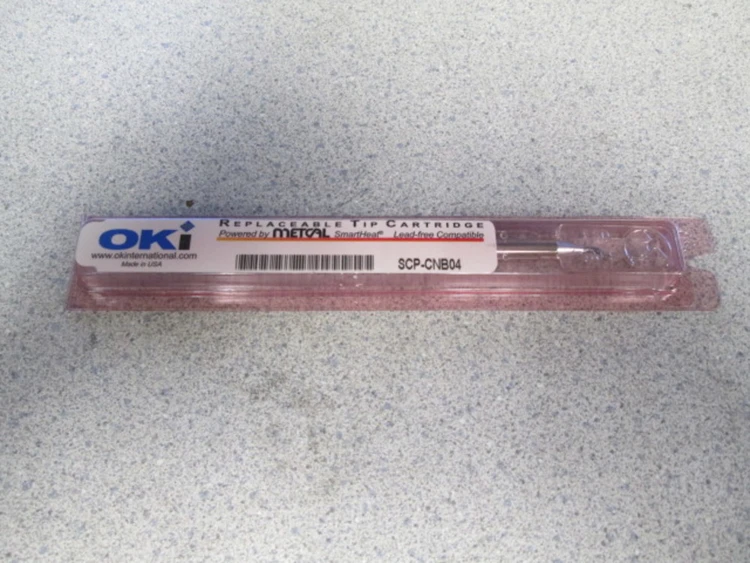 OKi
www.okinternational.com
Made in USA
REPLACEABLE TIP CARTRIDGE
Powered by METCAL SmartHeat® Lead-free Compatible
SCP-CNB04